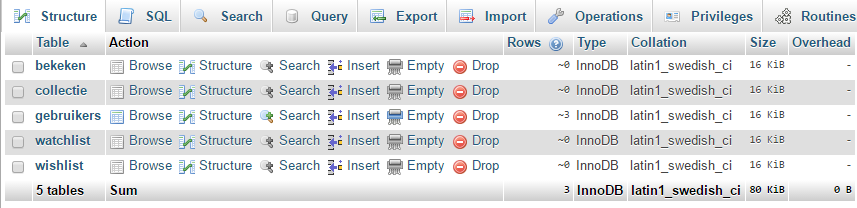 Structure SQL Search Query Export Import Operations Privileges Routines
Table Action Rows Type Collation Size Overhead
bekeken Browse Structure Search Insert Empty Drop ~0 InnoDB latin1_swedish_ci 16 KiB -
collectie Browse Structure Search Insert Empty Drop ~0 InnoDB latin1_swedish_ci 16 KiB -
gebruikers Browse Structure Search Insert Empty Drop ~3 InnoDB latin1_swedish_ci 16 KiB -
watchlist Browse Structure Search Insert Empty Drop ~0 InnoDB latin1_swedish_ci 16 KiB -
wishlist Browse Structure Search Insert Empty Drop ~0 InnoDB latin1_swedish_ci 16 KiB -
5 tables Sum 3 InnoDB latin1_swedish_ci 80 KiB 0 B